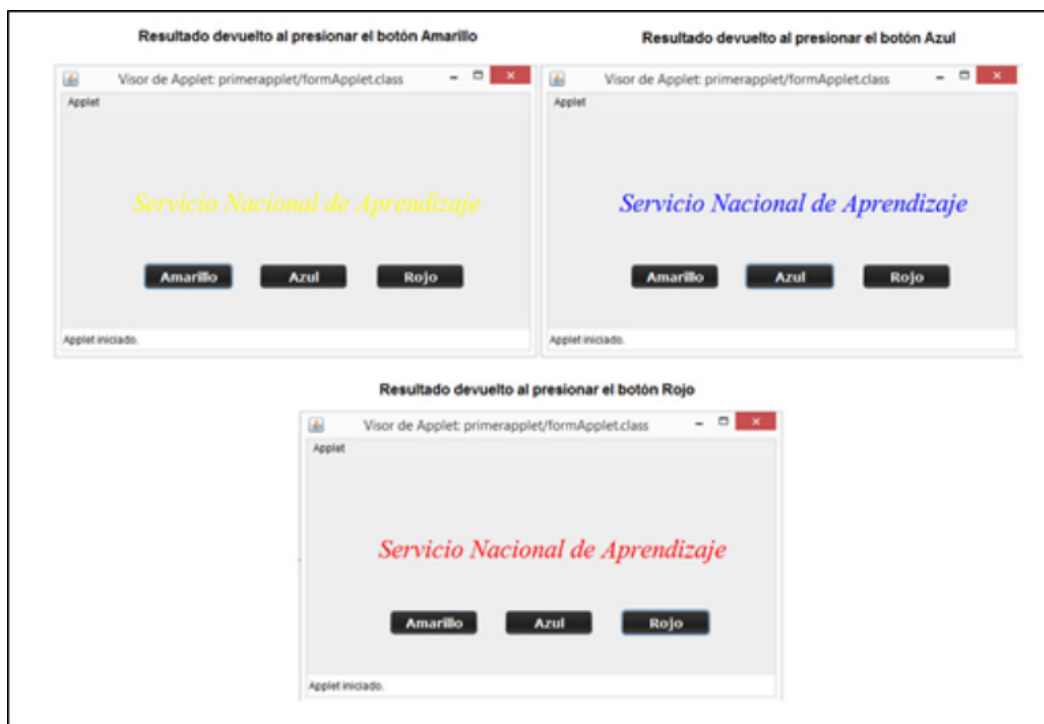 Resultado devuelto al presionar el botón Amarillo
Visor de Applet: primerapplet/formApplet.class
Applet
Servicio Nacional de Aprendizaje
Amarillo Azul Rojo
Applet iniciado.
Resultado devuelto al presionar el botón Azul
Visor de Applet: primerapplet/formApplet.class
Applet
Servicio Nacional de Aprendizaje
Amarillo Azul Rojo
Applet iniciado.
Resultado devuelto al presionar el botón Rojo
Visor de Applet: primerapplet/formApplet.class
Applet
Servicio Nacional de Aprendizaje
Amarillo Azul Rojo
Applet iniciado.